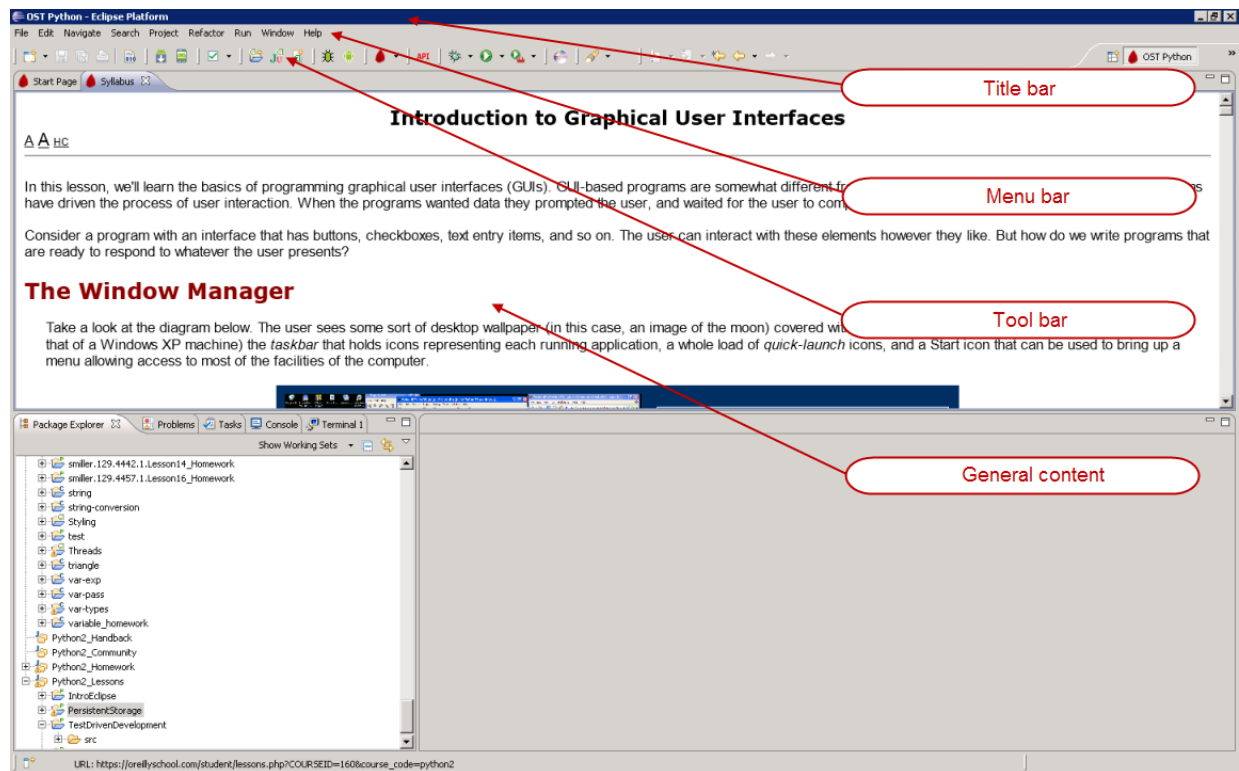 OST Python - Eclipse Platform
File Edit Navigate Search Project Refactor Run Window Help
API
OST Python »
Start Page Syllabus
Title bar
Introduction to Graphical User Interfaces
A A HC
In this lesson, we'll learn the basics of programming graphical user interfaces (GUIs). GUI-based programs are somewhat different
Menu bar
have driven the process of user interaction. When the programs wanted data they prompted the user, and waited for the user to
Consider a program with an interface that has buttons, checkboxes, text entry items, and so on. The user can interact with these elements however they like. But how do we write programs that
are ready to respond to whatever the user presents?
The Window Manager
Tool bar
Take a look at the diagram below. The user sees some sort of desktop wallpaper (in this case, an image of the moon) covered
that of a Windows XP machine) the taskbar that holds icons representing each running application, a whole load of quick-launch icons, and a Start icon that can be used to bring up a
menu allowing access to most of the facilities of the computer.
Package Explorer Problems Tasks Console Terminal 1
Show Working Sets
General content
smiller.129.4442.1.Lesson14_Homework
smiller.129.4457.1.Lesson16_Homework
string
string-conversion
Styling
test
Threads
triangle
var-exp
var-pass
var-types
variable_homework
Python2_Handback
Python2_Community
Python2_Homework
Python2_Lessons
IntroEclipse
PersistentStorage
TestDrivenDevelopment
src
URL: https://oreillyschool.com/student/lessons.php?COURSEID=160&course_code=python2